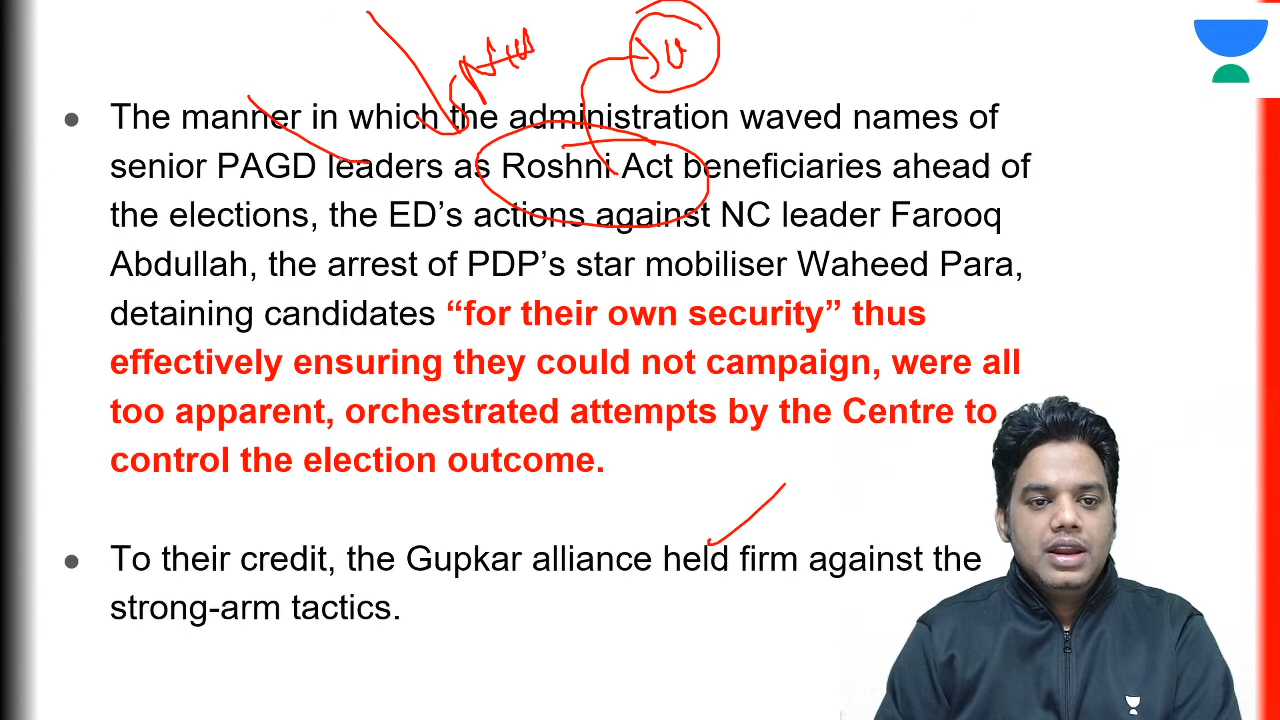 The manner in which the administration waved names of
senior PAGD leaders as Roshni Act beneficiaries ahead of
the elections, the ED’s actions against NC leader Farooq
Abdullah, the arrest of PDP’s star mobiliser Waheed Para,
detaining candidates “for their own security” thus
effectively ensuring they could not campaign, were all
too apparent, orchestrated attempts by the Centre to
control the election outcome.
To their credit, the Gupkar alliance held firm against the
strong-arm tactics.